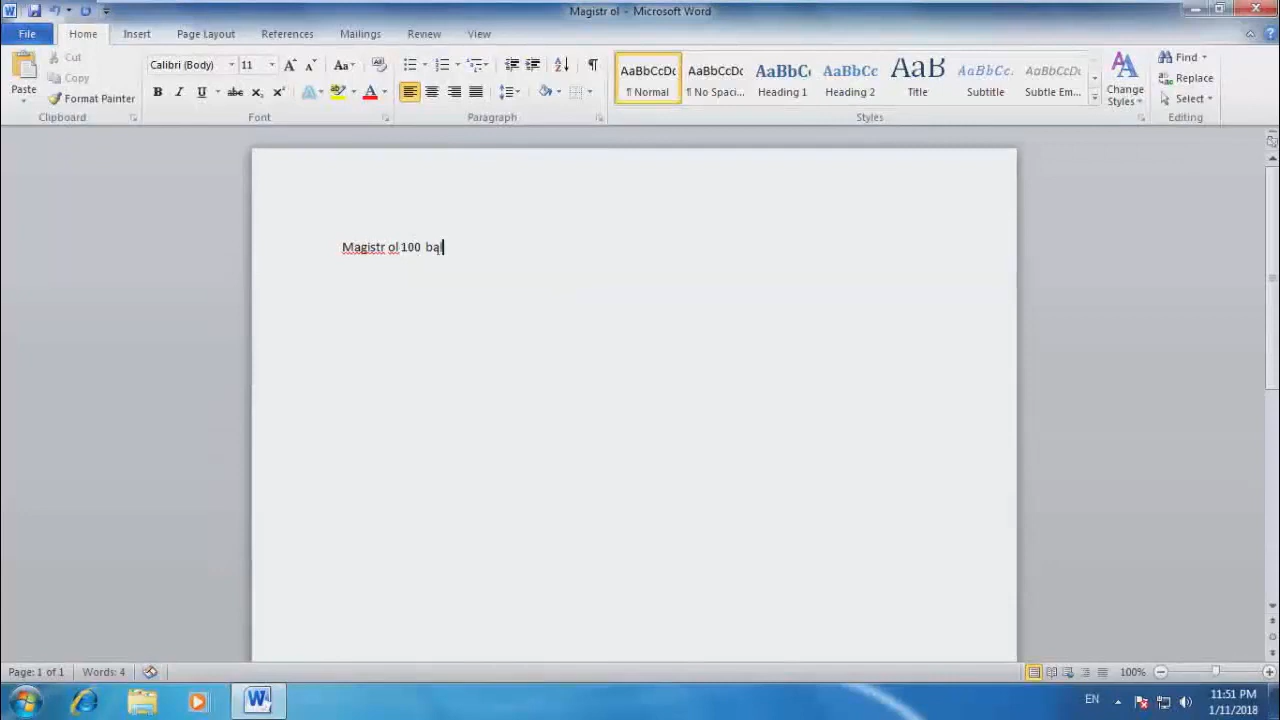 Magistr ol - Microsoft Word
File Home Insert Page Layout References Mailings Review View
Paste
Cut
Copy
Format Painter
Clipboard
Calibri (Body) 11
Font
Paragraph
AaBbCcDc AaBbCcDc AaBbC AaBbCc AaB AaBbCc. AaBbCcDc
¶ Normal ¶ No Spaci... Heading 1 Heading 2 Title Subtitle Subtle Em...
Styles
Change Styles
Find
Replace
Select
Editing
Magistr ol 100 bal
Page: 1 of 1 Words: 4 100%
EN 11:51 PM
1/11/2018